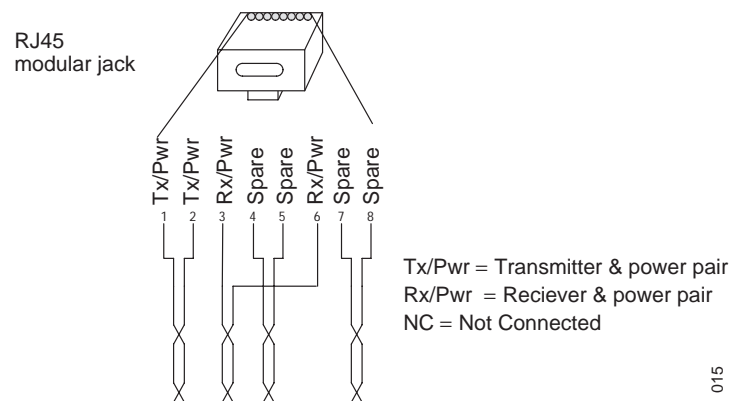 RJ45
modular jack
Tx/Pwr
Tx/Pwr
Rx/Pwr
Spare
Spare
Rx/Pwr
Spare
Spare
1 2 3 4 5 6 7 8
Tx/Pwr = Transmitter & power pair
Rx/Pwr = Reciever & power pair
NC = Not Connected
015